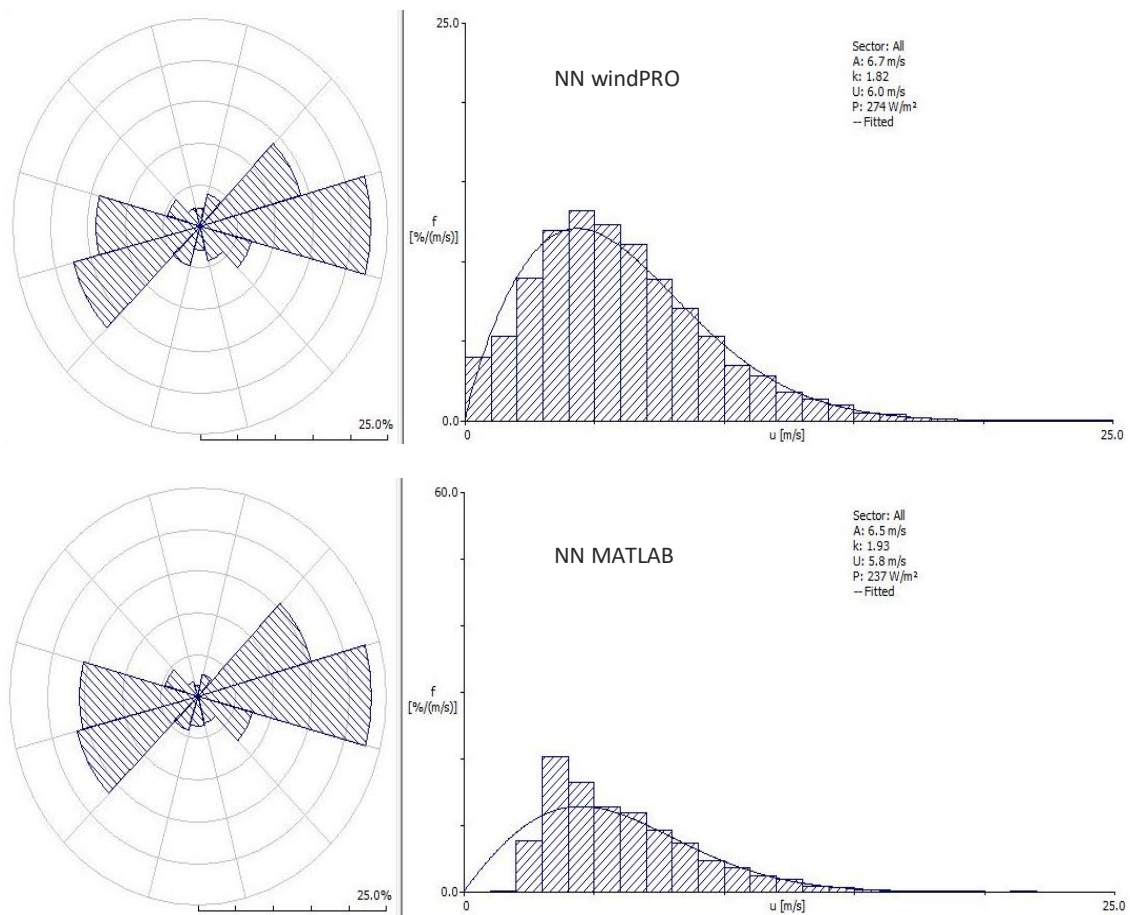 25.0%
25.0
f
[%/(m/s)]
0.0
0
u [m/s]
25.0
NN windPRO
Sector: All
A: 6.7 m/s
k: 1.82
U: 6.0 m/s
P: 274 W/m²
-- Fitted
25.0%
60.0
f
[%/(m/s)]
0.0
0
u [m/s]
25.0
NN MATLAB
Sector: All
A: 6.5 m/s
k: 1.93
U: 5.8 m/s
P: 237 W/m²
-- Fitted